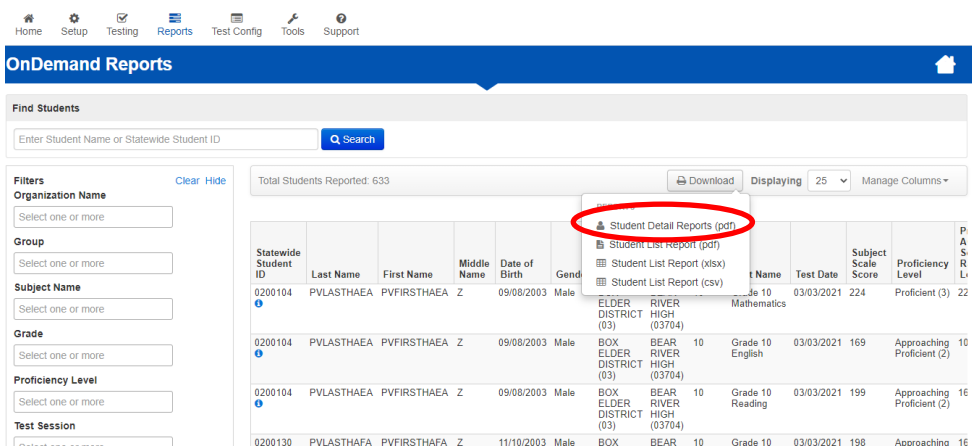 Home Setup Testing Reports Test Config Tools Support
OnDemand Reports
Find Students
Enter Student Name or Statewide Student ID
Search
Filters Clear Hide
Organization Name
Select one or more
Group
Select one or more
Subject Name
Select one or more
Grade
Select one or more
Proficiency Level
Select one or more
Test Session
Total Students Reported: 633
Download Displaying 25 Manage Columns
Student Detail Reports (pdf)
Student List Report (pdf)
Student List Report (xlsx)
Student List Report (csv)
Statewide Student ID Last Name First Name Middle Name Date of Birth Name Test Date Subject Scale Score Proficiency Level
0200104 PVLASTHAEA PVFIRSTHAEA Z 09/08/2003 Male
ELDER RIVER Mathematics 03/03/2021 224 Proficient (3) 22
DISTRICT HIGH
(03) (03704)
0200104 PVLASTHAEA PVFIRSTHAEA Z 09/08/2003 Male BOX BEAR 10 Grade 10 03/03/2021 169 Approaching 10
ELDER RIVER English Proficient (2)
DISTRICT HIGH
(03) (03704)
0200104 PVLASTHAEA PVFIRSTHAEA Z 09/08/2003 Male BOX BEAR 10 Grade 10 03/03/2021 199 Approaching 16
ELDER RIVER Reading Proficient (2)
DISTRICT HIGH
(03) (03704)
0200130 PVLASTHAFA PVFIRSTHAFA Z 11/10/2003 Male BOX BEAR 10 Grade 10 03/03/2021 198 Approaching 16